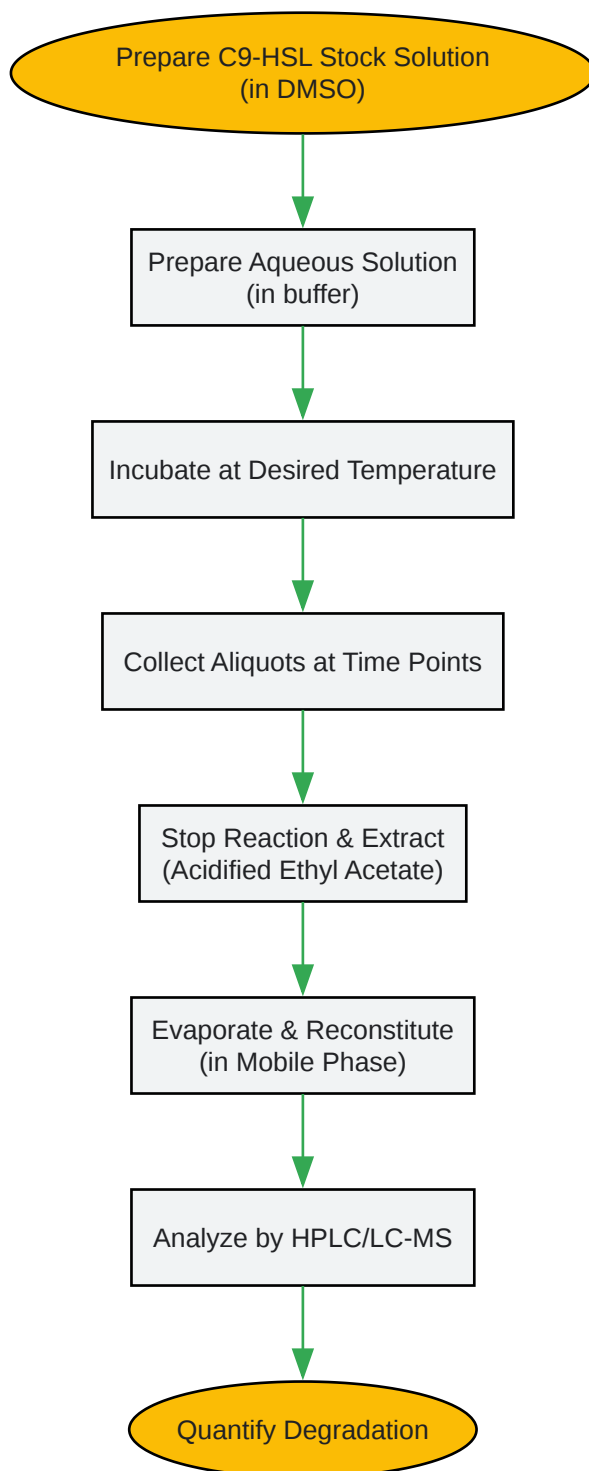 Prepare C9-HSL Stock Solution
(in DMSO)
Prepare Aqueous Solution
(in buffer)
Incubate at Desired Temperature
Collect Aliquots at Time Points
Stop Reaction & Extract
(Acidified Ethyl Acetate)
Evaporate & Reconstitute
(in Mobile Phase)
Analyze by HPLC/LC-MS
Quantify Degradation